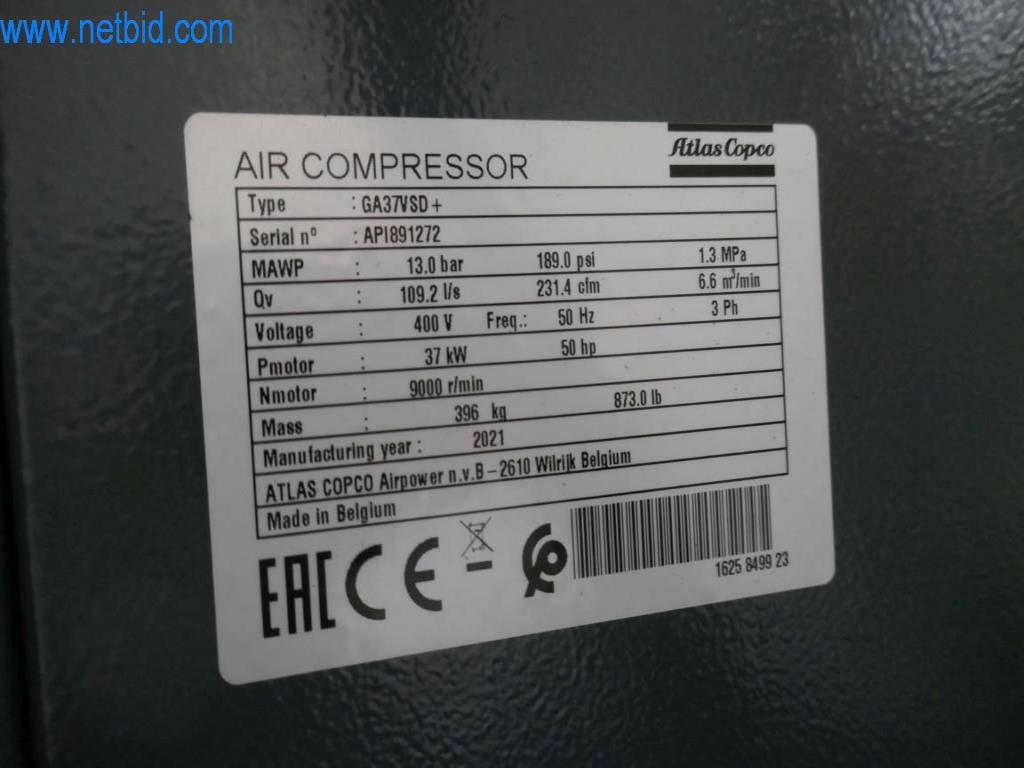 www.netbid.com
AIR COMPRESSOR
Atlas Copco
Type : GA37VSD+
Serial nº : API891272
MAWP : 13.0 bar 189.0 psi 1.3 MPa
Qv : 109.2 l/s 231.4 cfm 6.6 m³/min
Voltage : 400 V Freq.: 50 Hz 3 Ph
Pmotor : 37 kW 50 hp
Nmotor : 9000 r/min
Mass : 396 kg 873.0 lb
Manufacturing year : 2021
ATLAS COPCO Airpower n.v.B – 2610 Wilrijk Belgium
Made in Belgium
EAC CE
1625 8499 23